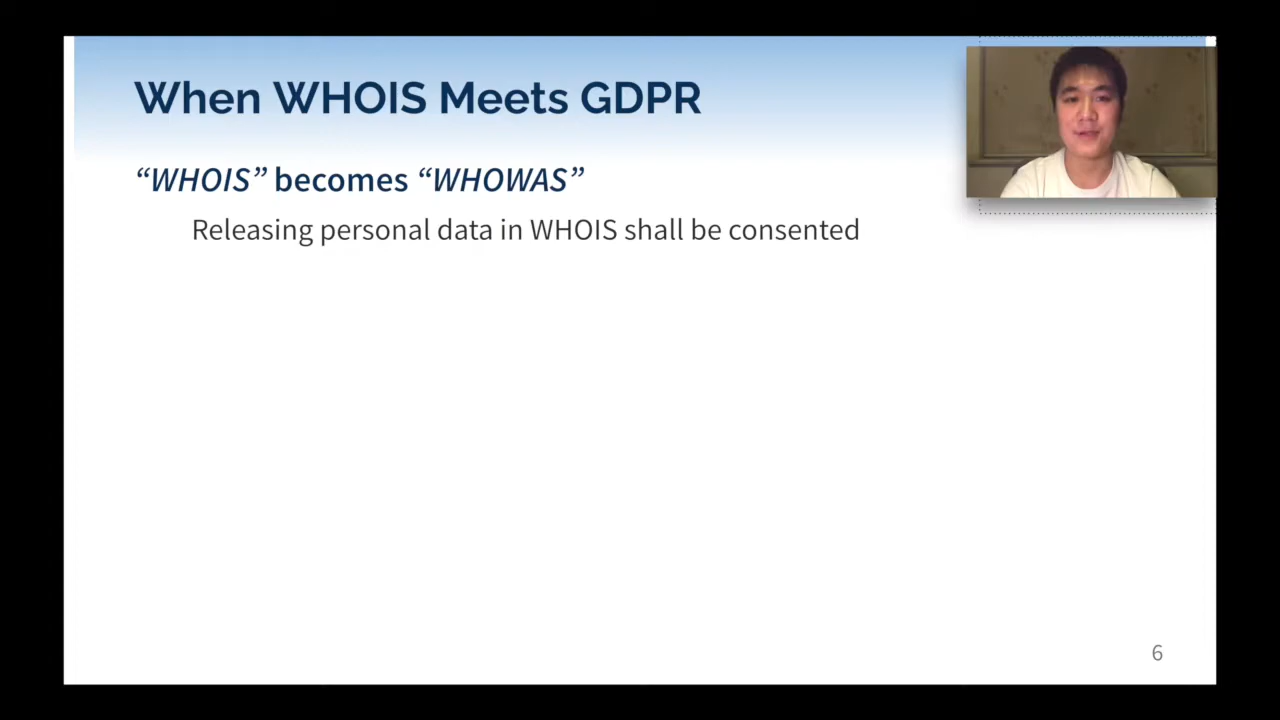 When WHOIS Meets GDPR
“WHOIS” becomes “WHOWAS”
Releasing personal data in WHOIS shall be consented
6